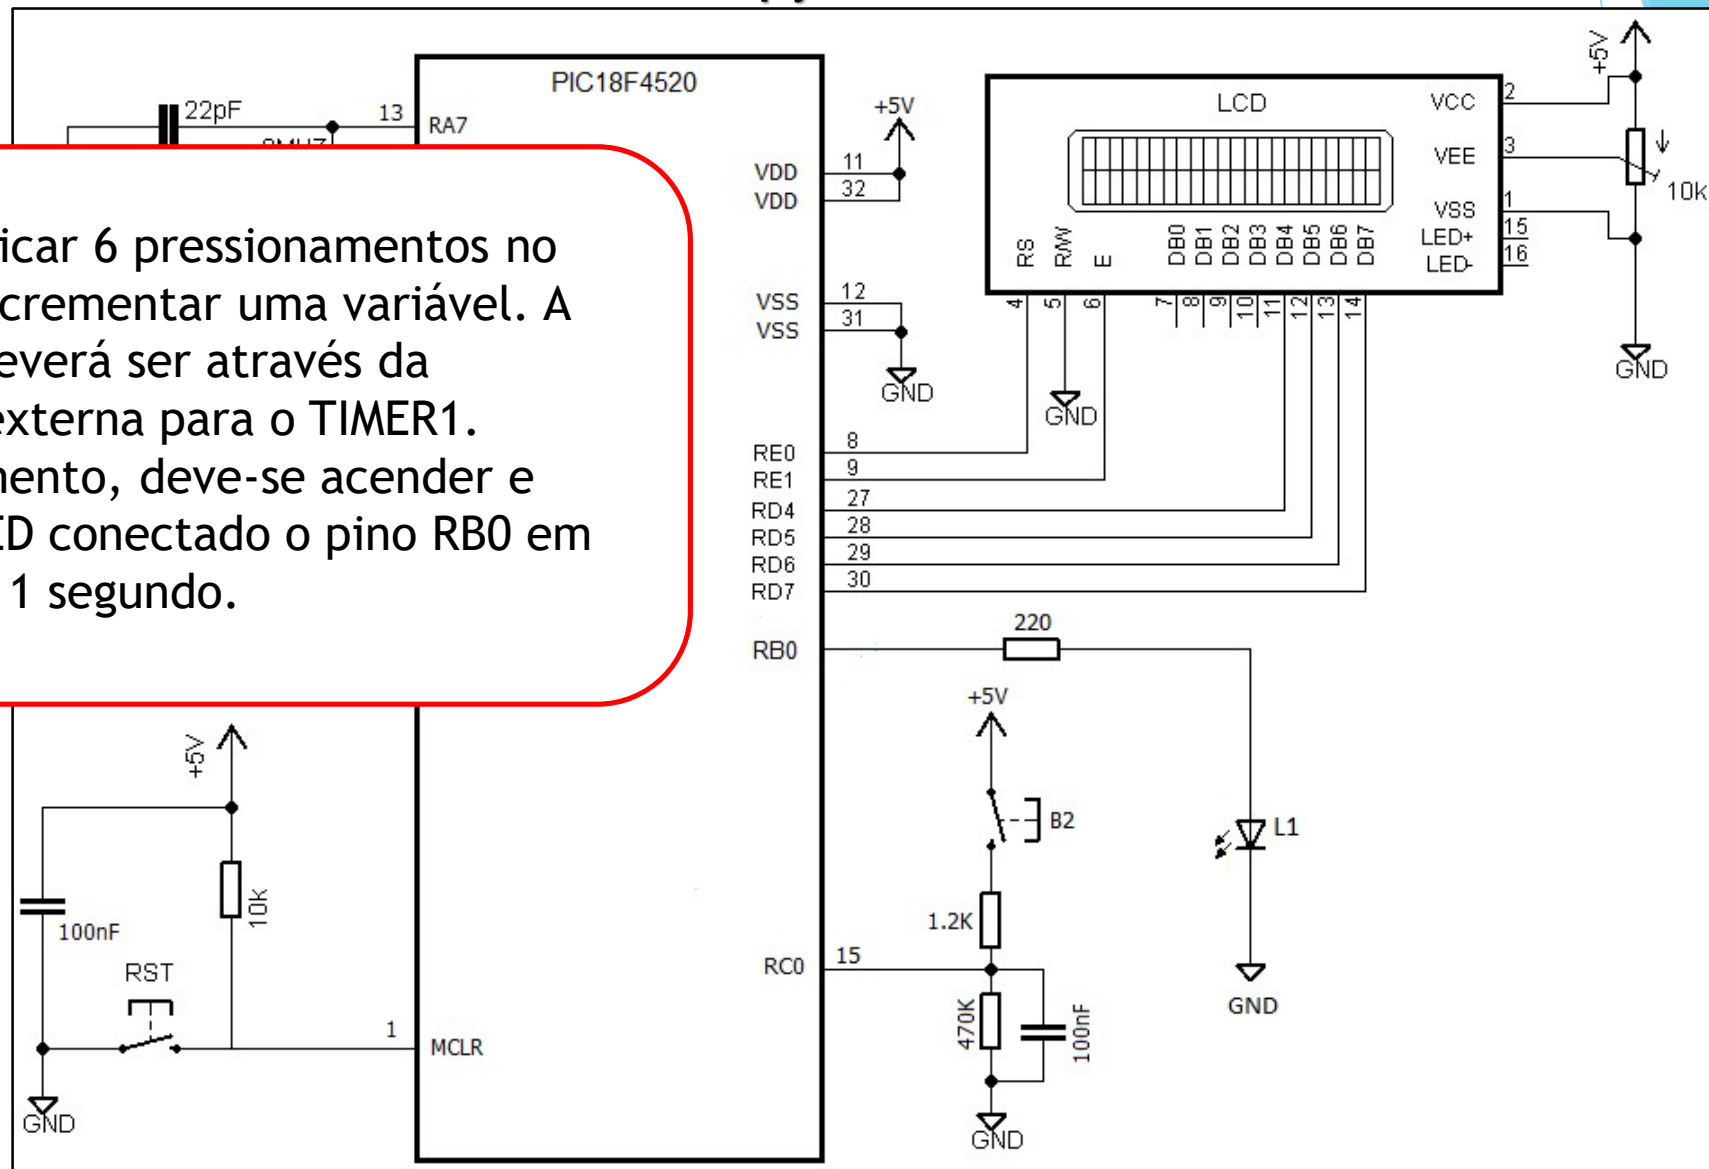 PIC18F4520
22pF
13
RA7
+5V
VDD
11
VDD
32
VSS
12
VSS
31
GND
icar 6 pressionamentos no
crementar uma variável. A
everá ser através da
externa para o TIMER1.
mento, deve-se acender e
ED conectado o pino RB0 em
1 segundo.
LCD
VCC
2
VEE
3
VSS
1
LED+
15
LED-
16
RS
R/W
E
DB0
DB1
DB2
DB3
DB4
DB5
DB6
DB7
4
5
6
7
8
9
10
11
12
13
14
+5V
10K
GND
GND
RE0
8
RE1
9
RD4
27
RD5
28
RD6
29
RD7
30
RB0
220
+5V
B2
L1
1.2K
RC0
15
470K
100nF
GND
GND
+5V
10K
100nF
RST
1
MCLR
GND